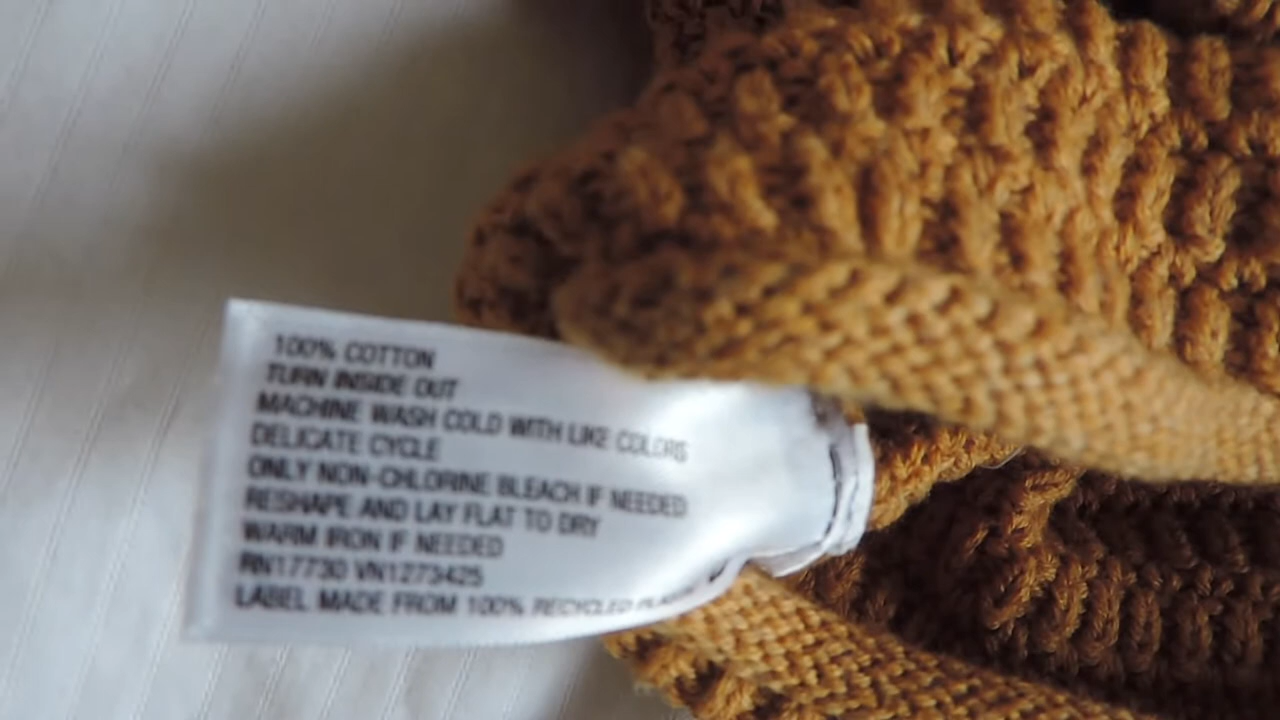 100% COTTON
TURN INSIDE OUT
MACHINE WASH COLD WITH LIKE COLORS
DELICATE CYCLE
ONLY NON-CHLORINE BLEACH IF NEEDED
RESHAPE AND LAY FLAT TO DRY
WARM IRON IF NEEDED
RN17730 VN1273425
LABEL MADE FROM 100% RECYCLED